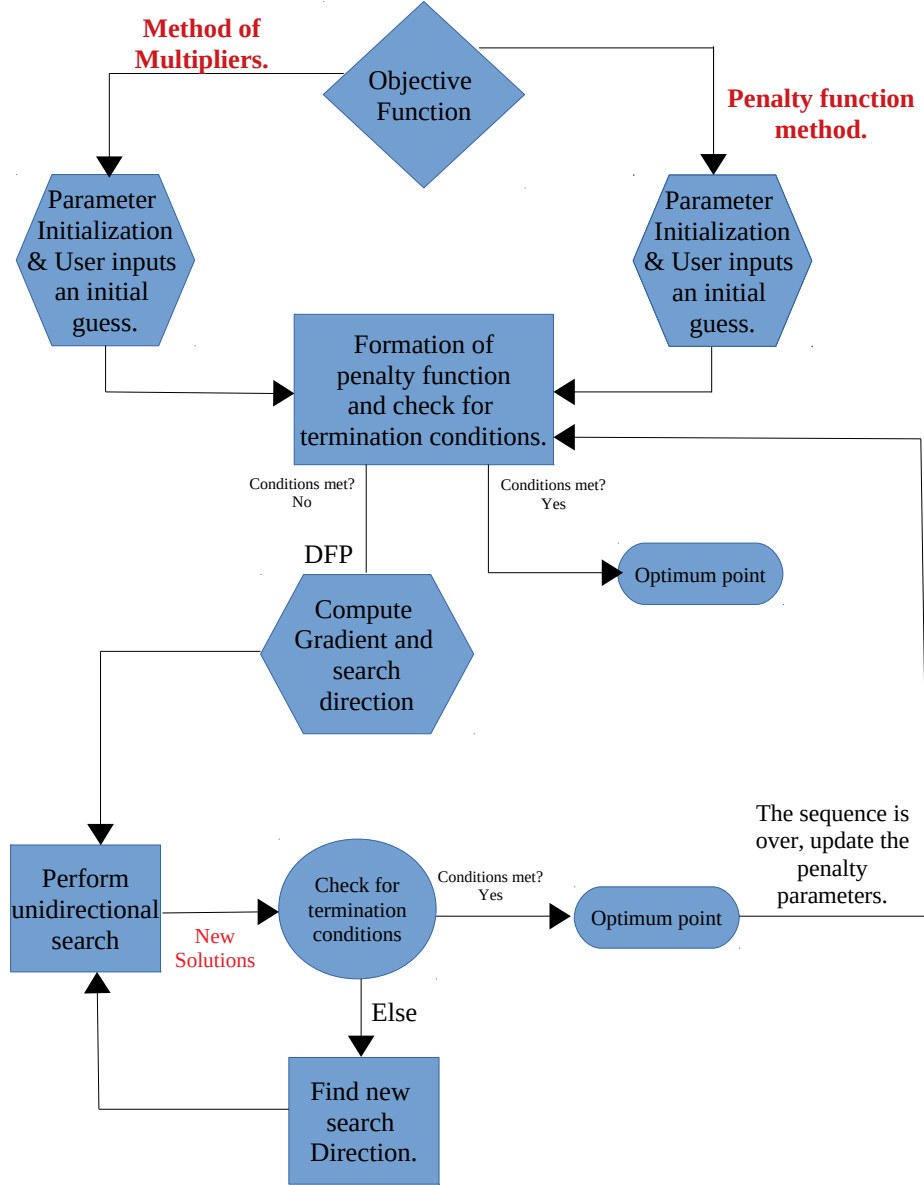 Method of
Multipliers.
Objective
Function
Penalty function
method.
Parameter
Initialization
& User inputs
an initial
guess.
Parameter
Initialization
& User inputs
an initial
guess.
Formation of
penalty function
and check for
termination conditions.
Conditions met?
No
Conditions met?
Yes
DFP
Optimum point
Compute
Gradient and
search
direction
The sequence is
over, update the
penalty
parameters.
Perform
unidirectional
search
New
Solutions
Check for
termination
conditions
Conditions met?
Yes
Optimum point
Else
Find new
search
Direction.